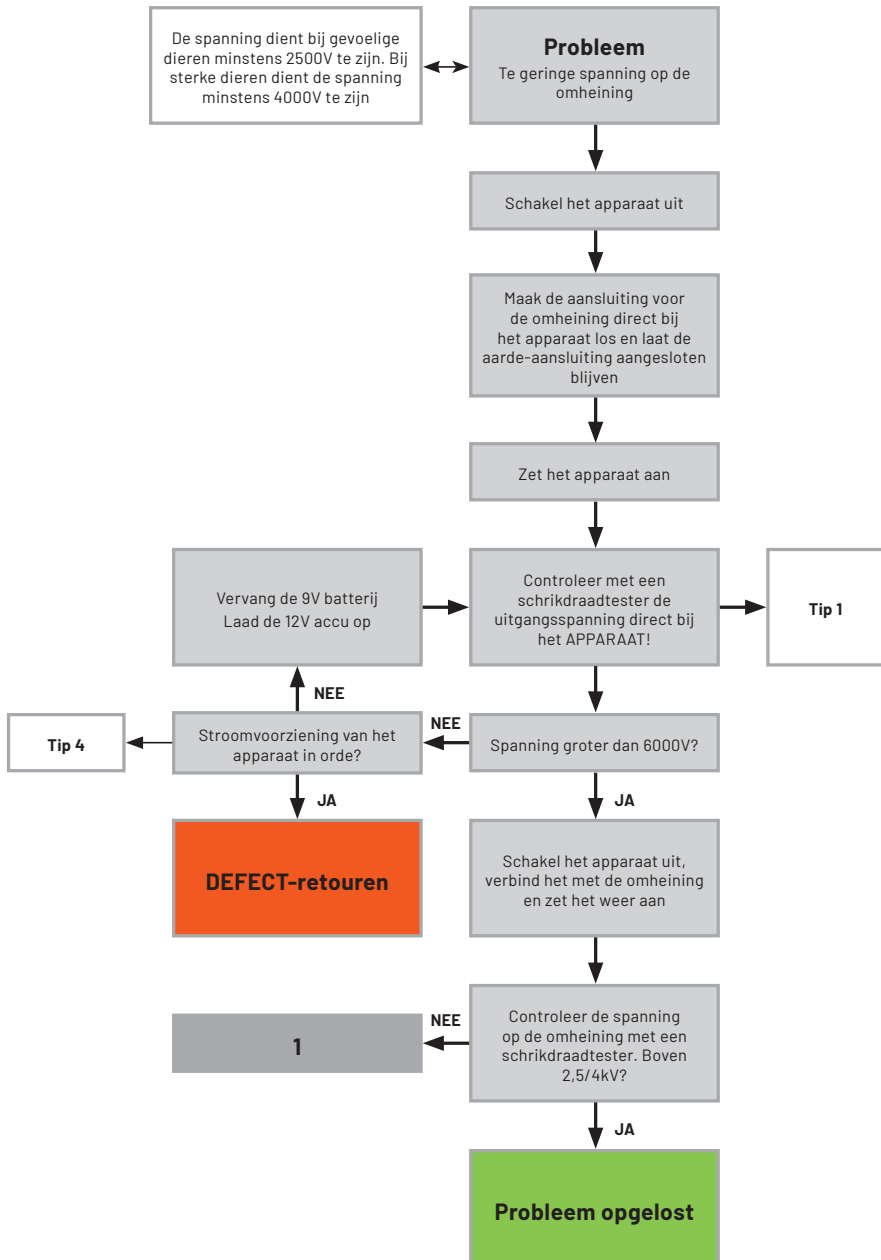 De spanning dient bij gevoelige
dieren minstens 2500V te zijn. Bij
sterke dieren dient de spanning
minstens 4000V te zijn
Probleem
Te geringe spanning op de
omheining
Schakel het apparaat uit
Maak de aansluiting voor
de omheining direct bij
het apparaat los en laat de
aarde-aansluiting aangesloten
blijven
Zet het apparaat aan
Vervang de 9V batterij
Laad de 12V accu op
Controleer met een
schrikdraadtester de
uitgangsspanning direct bij
het APPARAAT!
Tip 1
NEE
Tip 4
Stroomvorziening van het
apparaat in orde?
NEE
Spanning groter dan 6000V?
JA
JA
DEFECT-retouren
Schakel het apparaat uit,
verbind het met de omheining
en zet het weer aan
1
NEE
Controleer de spanning
op de omheining met een
schrikdraadtester. Boven
2,5/4kV?
JA
Probleem opgelost